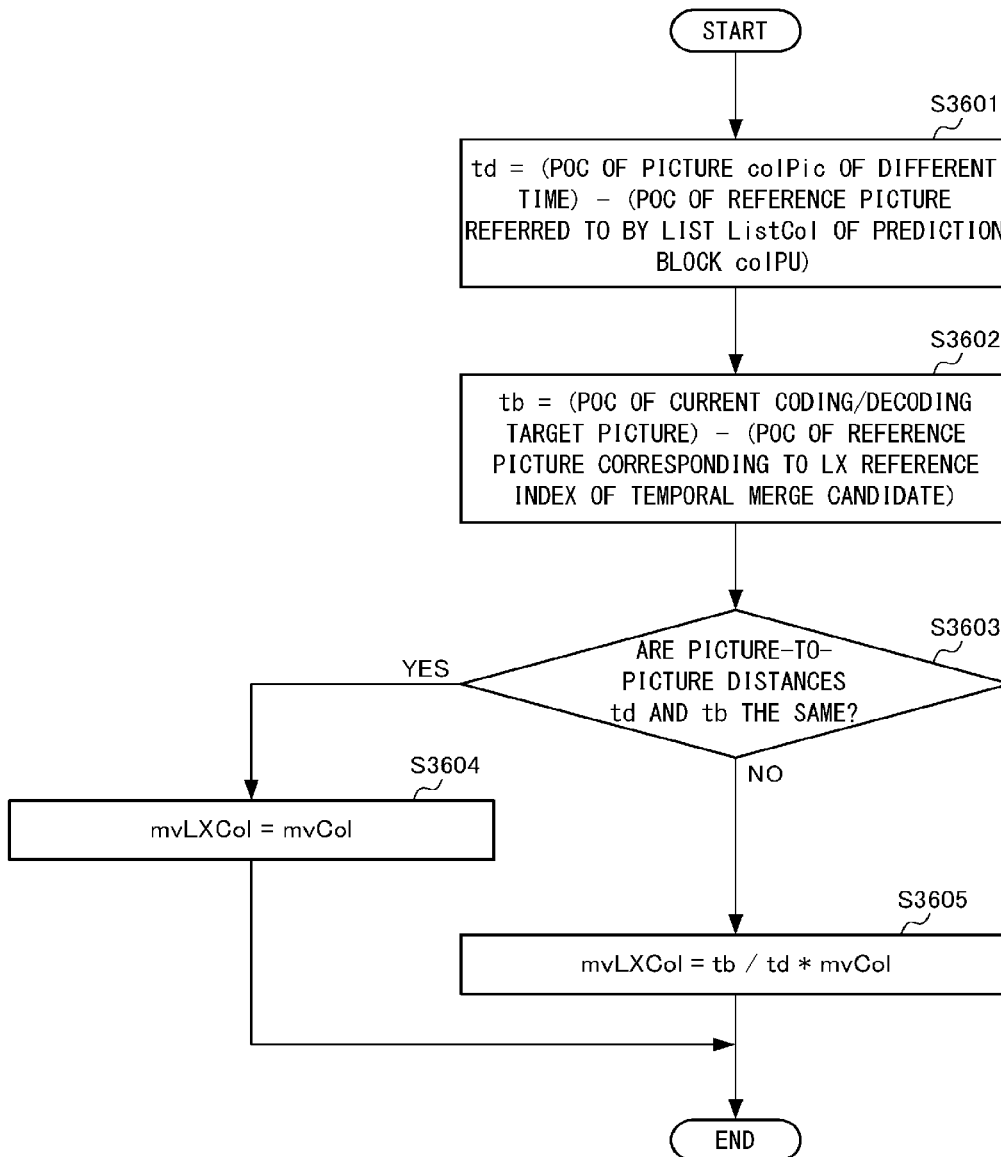 START
S3601
td = (POC OF PICTURE colPic OF DIFFERENT
TIME) - (POC OF REFERENCE PICTURE
REFERRED TO BY LIST ListCol OF PREDICTION
BLOCK colPU)
S3602
tb = (POC OF CURRENT CODING/DECODING
TARGET PICTURE) - (POC OF REFERENCE
PICTURE CORRESPONDING TO LX REFERENCE
INDEX OF TEMPORAL MERGE CANDIDATE)
S3603
ARE PICTURE-TO-
PICTURE DISTANCES
td AND tb THE SAME?
YES
NO
S3604
mvLXCol = mvCol
S3605
mvLXCol = tb / td * mvCol
END